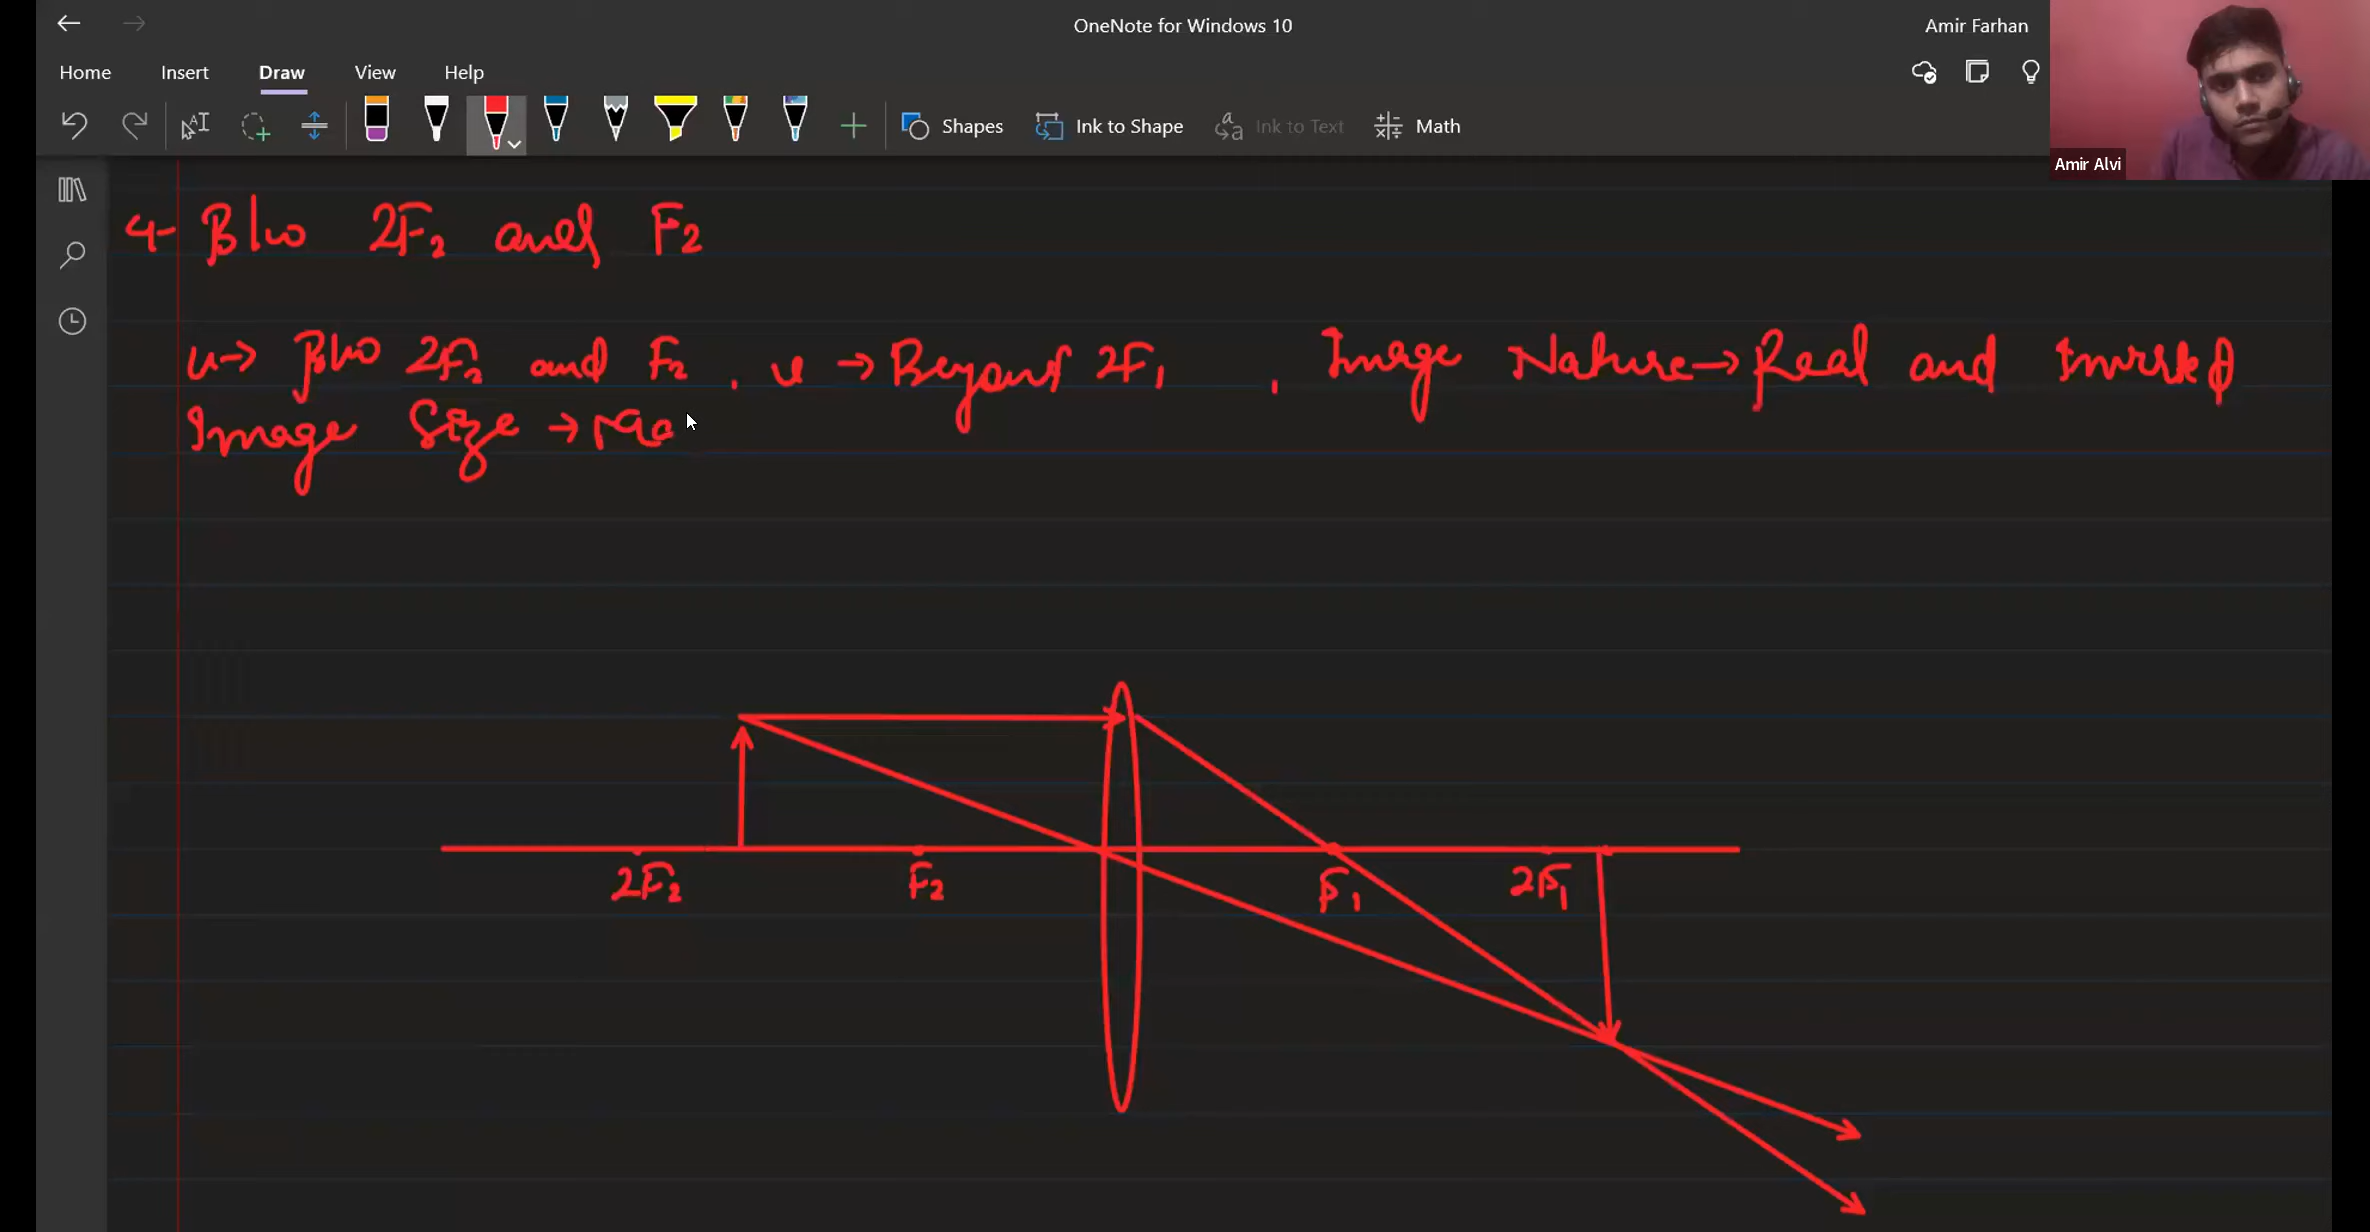 OneNote for Windows 10
Amir Farhan
Home Insert Draw View Help
Shapes Ink to Shape Ink to Text Math
Amir Alvi
4- B/w 2F2 and F2
u→ B/w 2F2 and F2, v → Beyond 2F1, Image Nature→ Real and Inverted
Image Size →
2F2 F2 F1 2F1